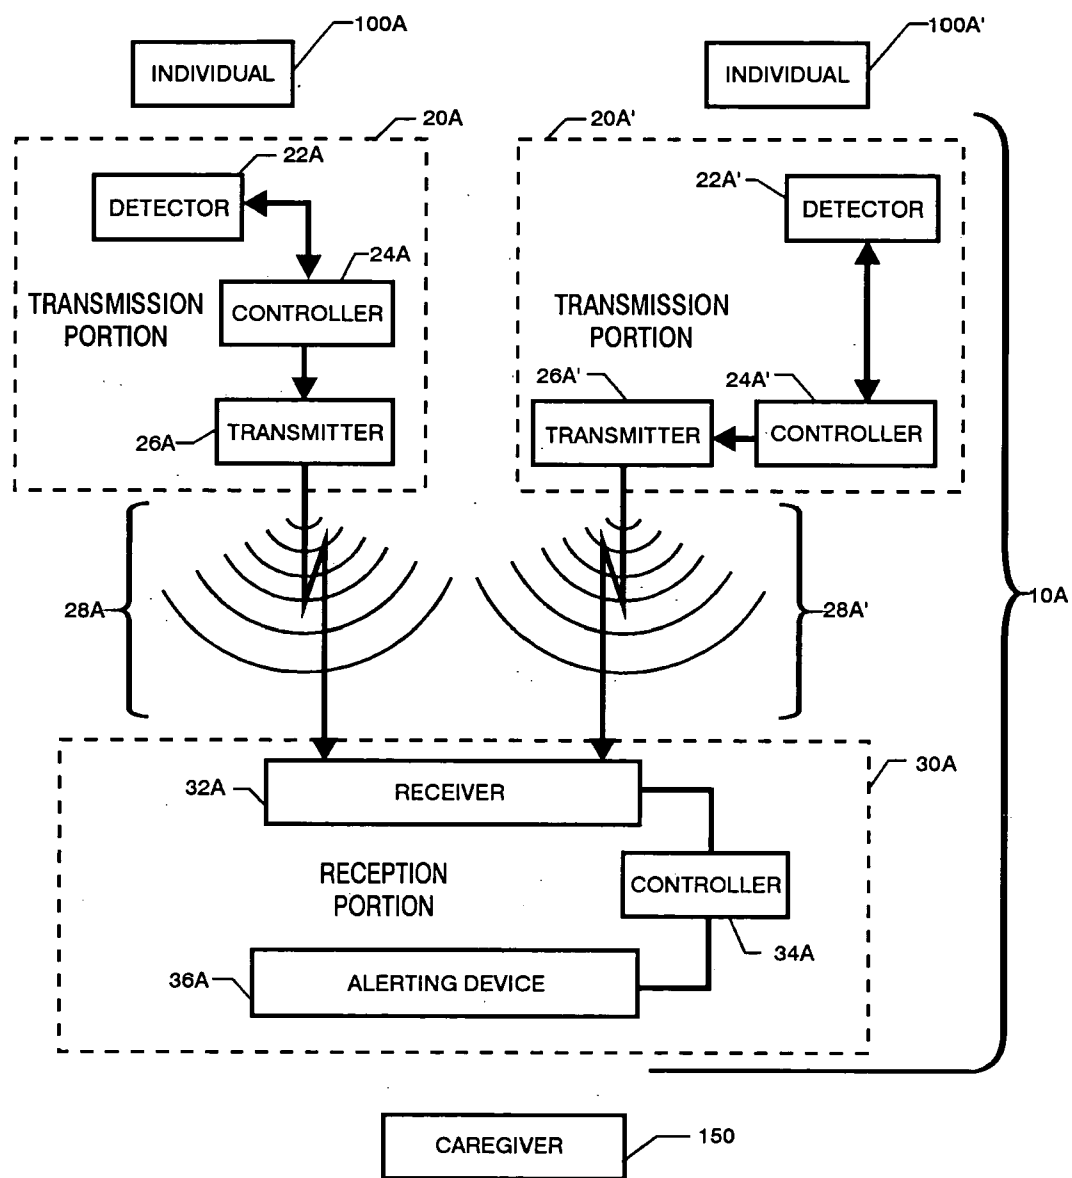 100A
100A'
INDIVIDUAL
INDIVIDUAL
20A
20A'
22A
22A'
DETECTOR
DETECTOR
24A
TRANSMISSION
PORTION
CONTROLLER
TRANSMISSION
PORTION
26A'
24A'
26A
TRANSMITTER
TRANSMITTER
CONTROLLER
28A
28A'
10A
30A
32A
RECEIVER
RECEPTION
PORTION
CONTROLLER
34A
36A
ALERTING DEVICE
CAREGIVER
150